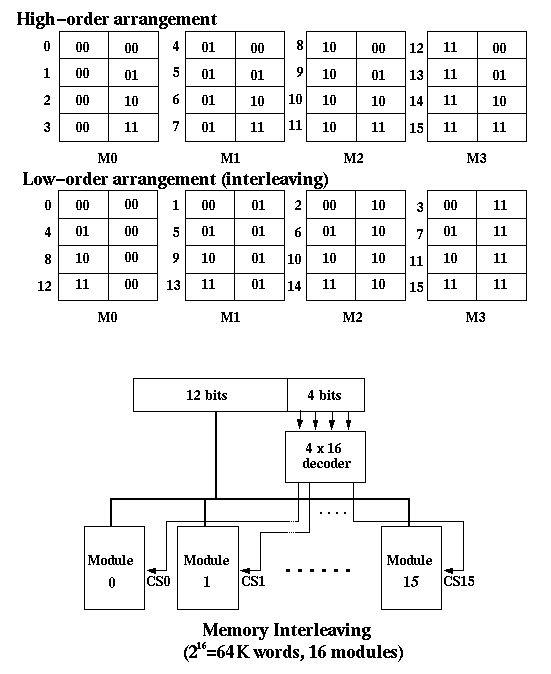 High-order arrangement
0 00 00 4 01 00 8 10 00 12 11 00
1 00 01 5 01 01 9 10 01 13 11 01
2 00 10 6 01 10 10 10 10 14 11 10
3 00 11 7 01 11 11 10 11 15 11 11
M0 M1 M2 M3
Low-order arrangement (interleaving)
0 00 00 1 00 01 2 00 10 3 00 11
4 01 00 5 01 01 6 01 10 7 01 11
8 10 00 9 10 01 10 10 10 11 10 11
12 11 00 13 11 01 14 11 10 15 11 11
M0 M1 M2 M3
12 bits 4 bits
4 x 16
decoder
. . . .
Module Module Module
0 CS0 1 CS1 . . . . . . 15 CS15
Memory Interleaving
(2^16=64K words, 16 modules)